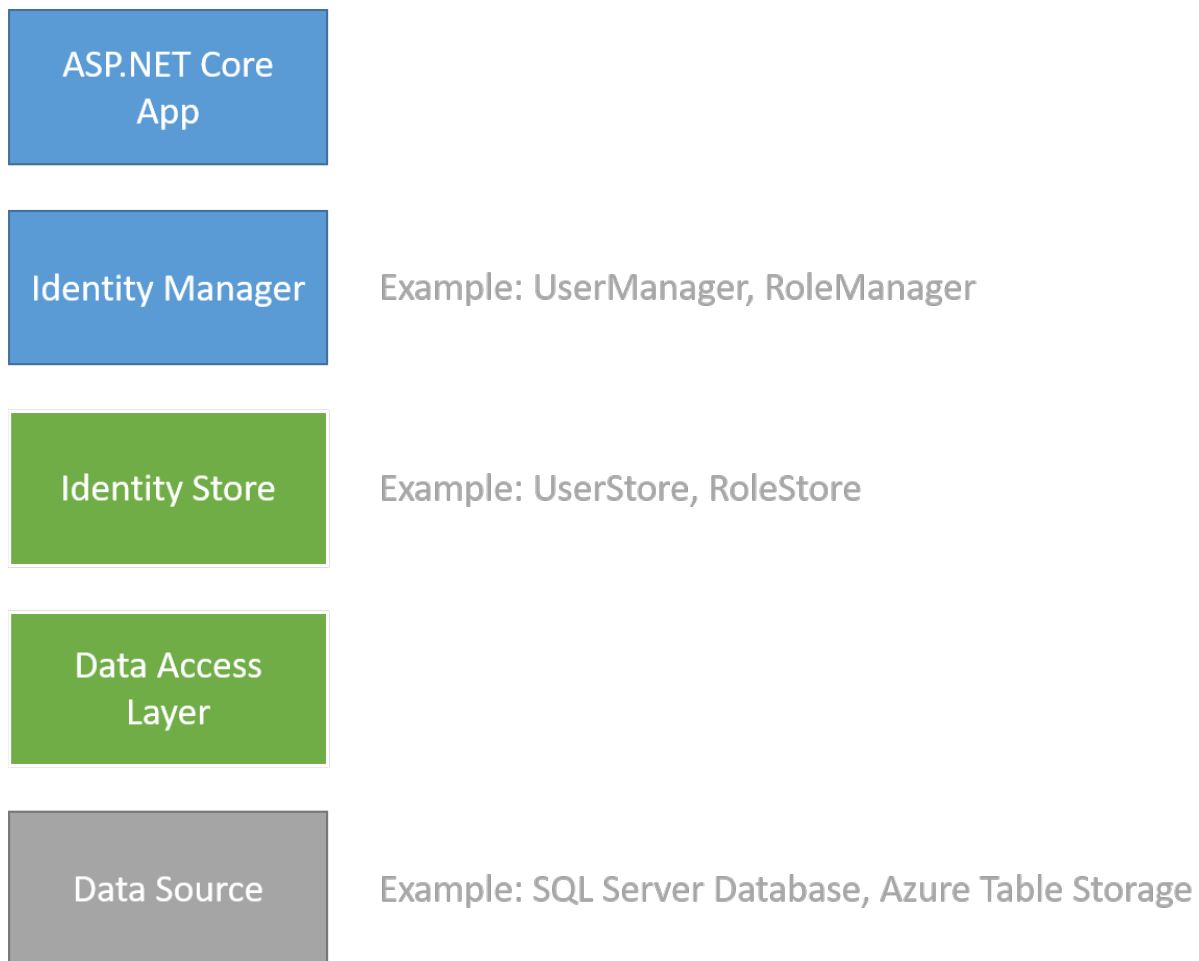 ASP.NET Core
App
Identity Manager
Example: UserManager, RoleManager
Identity Store
Example: UserStore, RoleStore
Data Access
Layer
Data Source
Example: SQL Server Database, Azure Table Storage